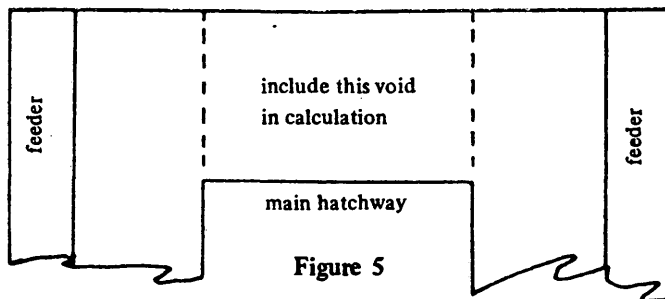 feeder
include this void
in calculation
feeder
main hatchway
Figure 5